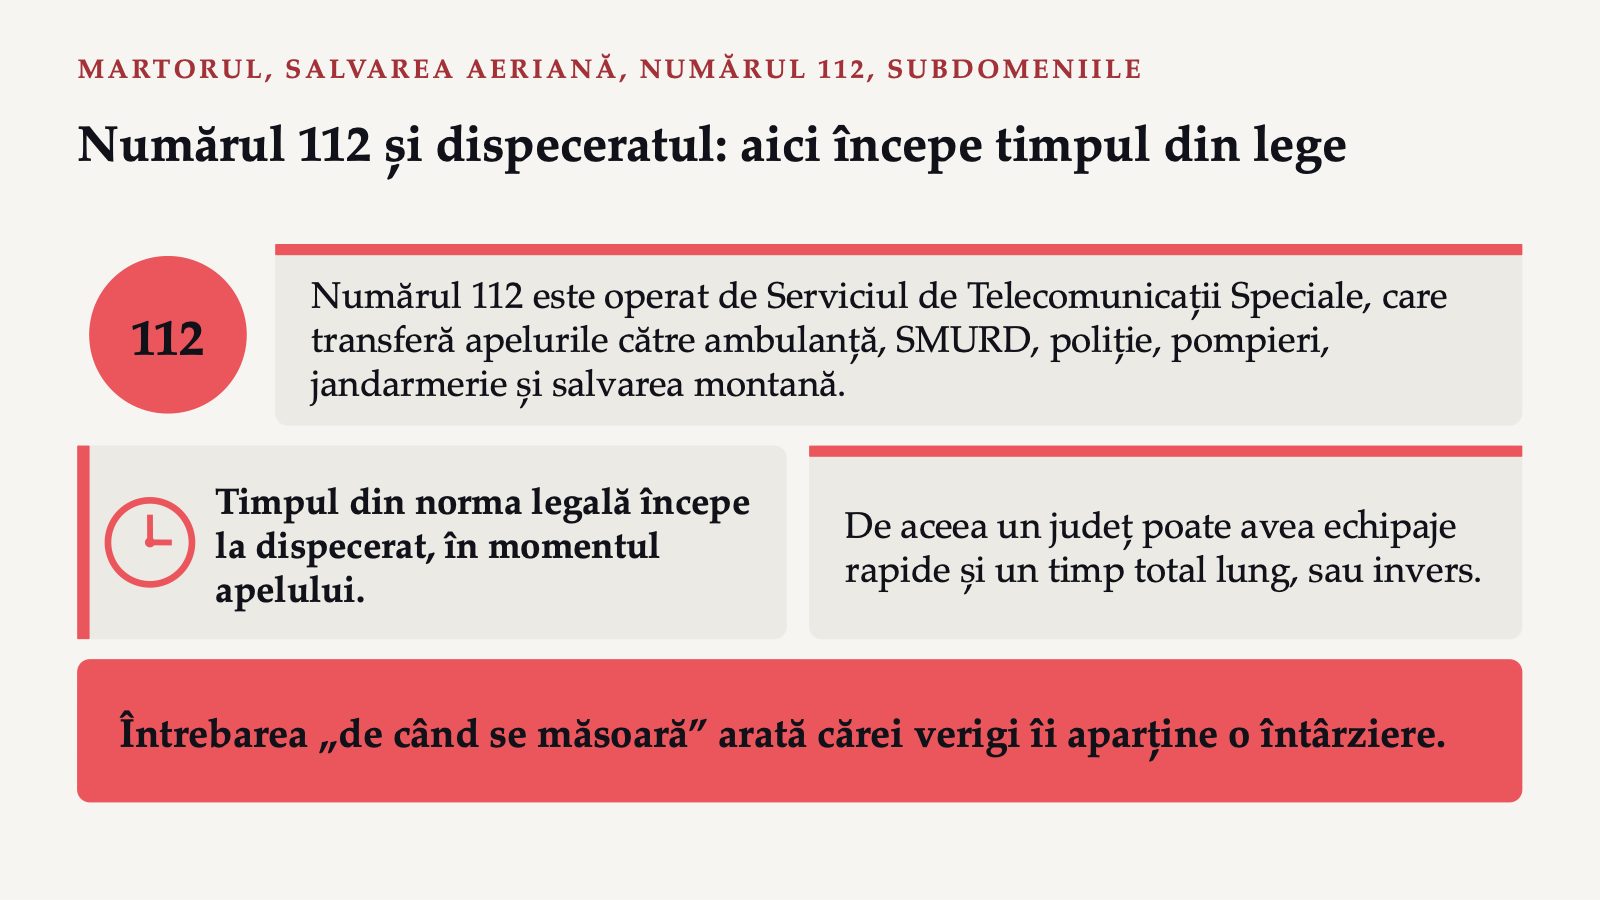 MARTORUL, SALVAREA AERIANĂ, NUMĂRUL 112, SUBDOMENIILE
Numărul 112 și dispeceratul: aici începe timpul din lege
112
Numărul 112 este operat de Serviciul de Telecomunicații Speciale, care
transferă apelurile către ambulanță, SMURD, poliție, pompieri,
jandarmerie și salvarea montană.
Timpul din norma legală începe
la dispecerat, în momentul
apelului.
De aceea un județ poate avea echipaje
rapide și un timp total lung, sau invers.
Întrebarea „de când se măsoară” arată cărei verigi îi aparține o întârziere.